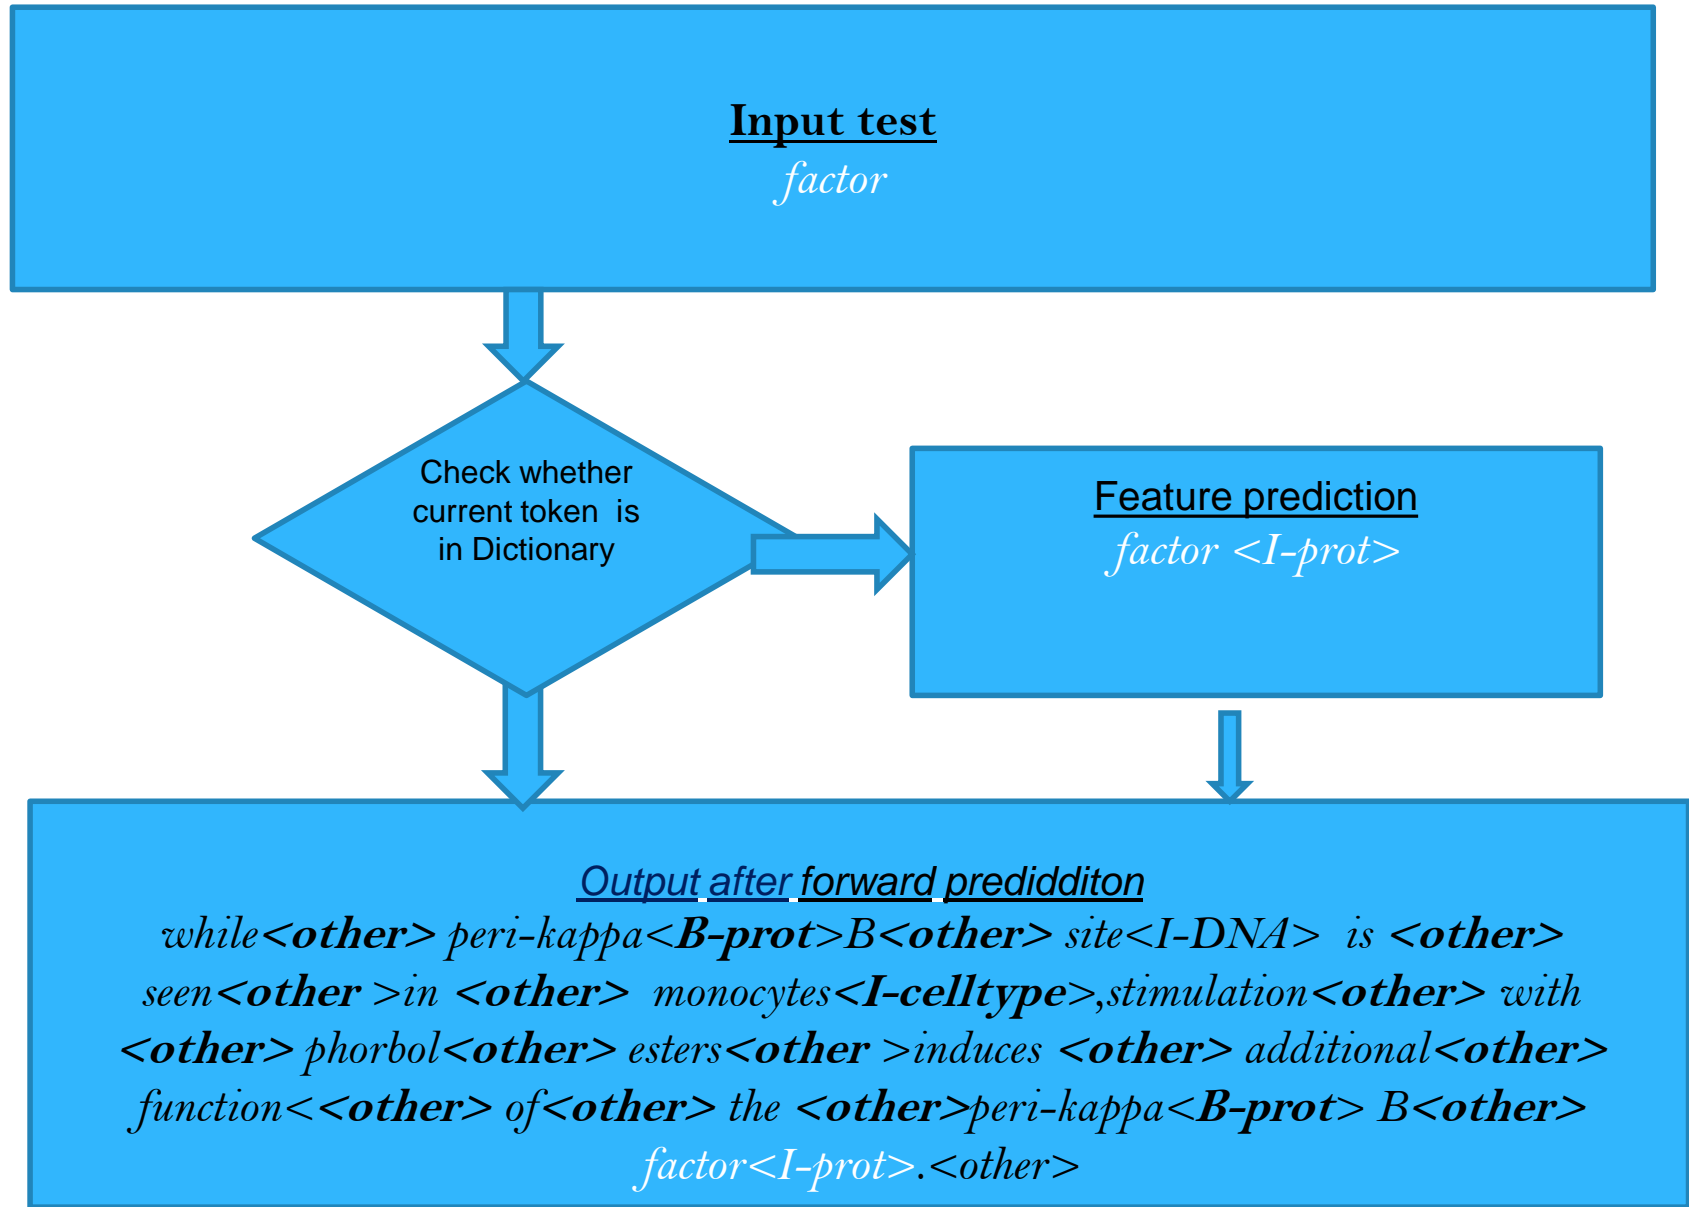 Input test
factor
Check whether
current token is
in Dictionary
Feature prediction
factor <I-prot>
Output after forward predidditon
while<other> peri-kappa<B-prot>B<other> site<I-DNA> is <other>
seen<other >in <other> monocytes<I-celltype>,stimulation<other> with
<other> phorbol<other> esters<other >induces <other> additional<other>
function<<other> of<other> the <other>peri-kappa<B-prot> B<other>
factor<I-prot>.<other>